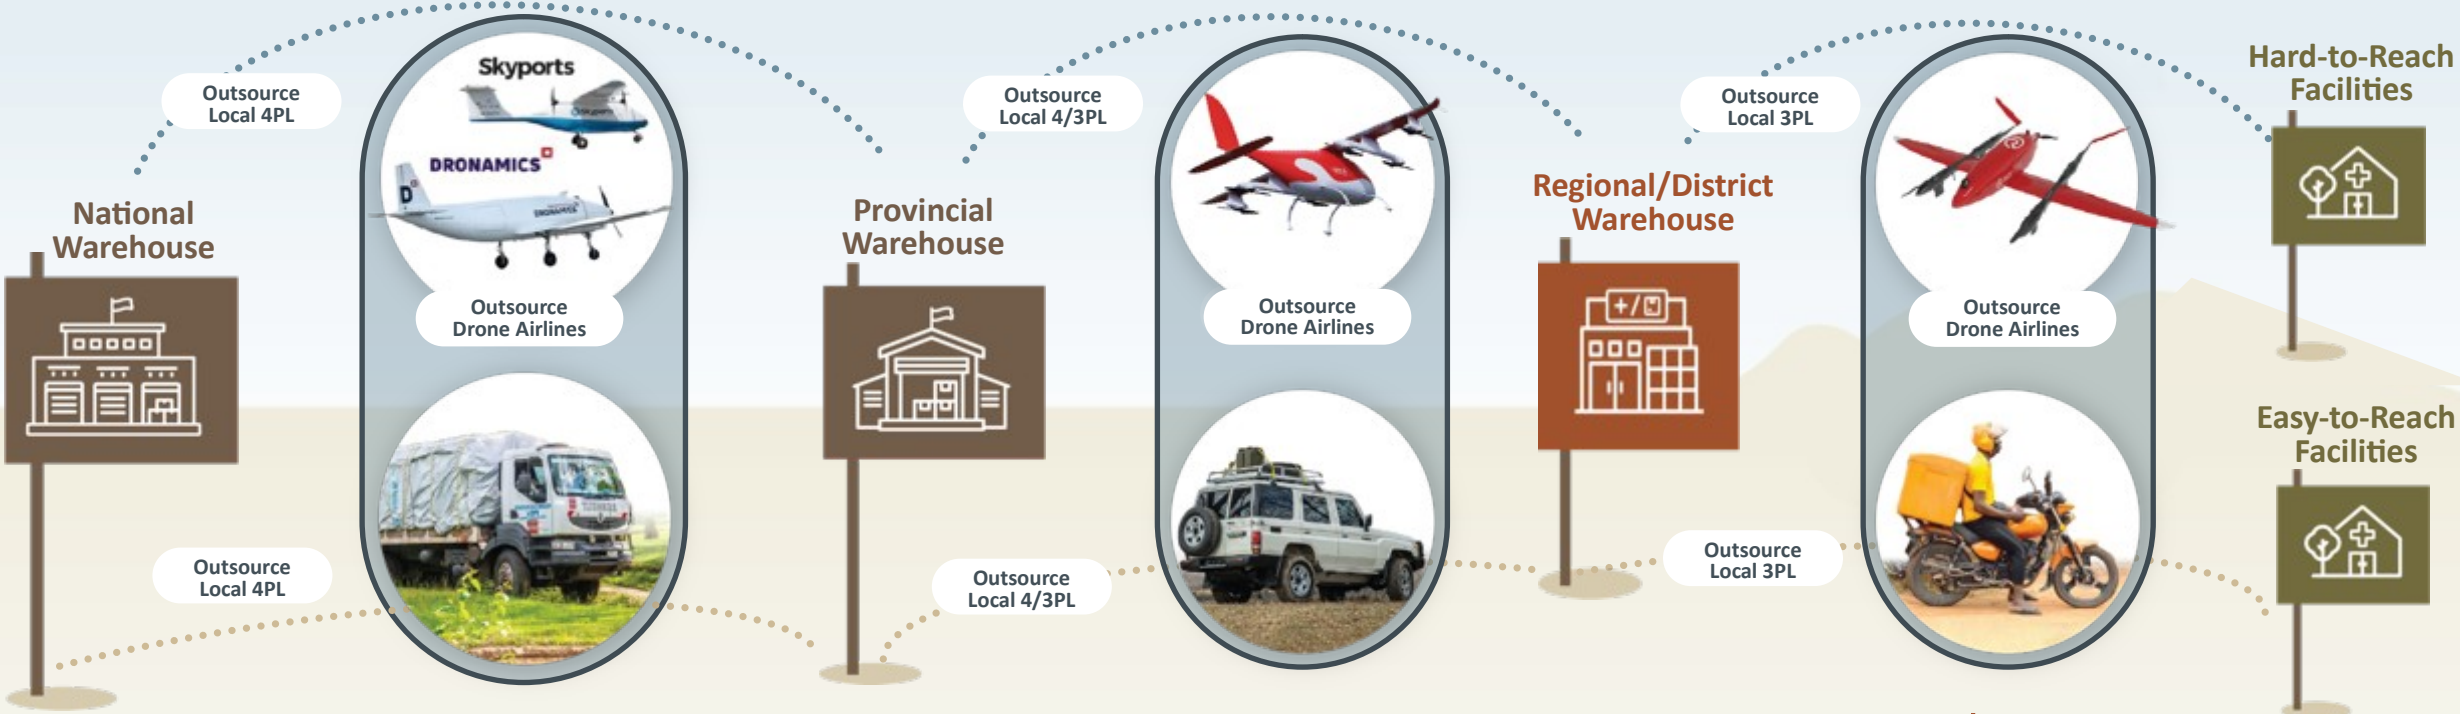 Outsource
Local 4PL
National
Warehouse
Outsource
Local 4PL
Skyports
DRONAMICS
D
DRONAMICS
Outsource
Drone Airlines
Provincial
Warehouse
Outsource
Local 4/3PL
Outsource
Local 4/3PL
Outsource
Drone Airlines
Regional/District
Warehouse
Outsource
Local 3PL
Outsource
Local 3PL
Outsource
Drone Airlines
Hard-to-Reach
Facilities
Easy-to-Reach
Facilities